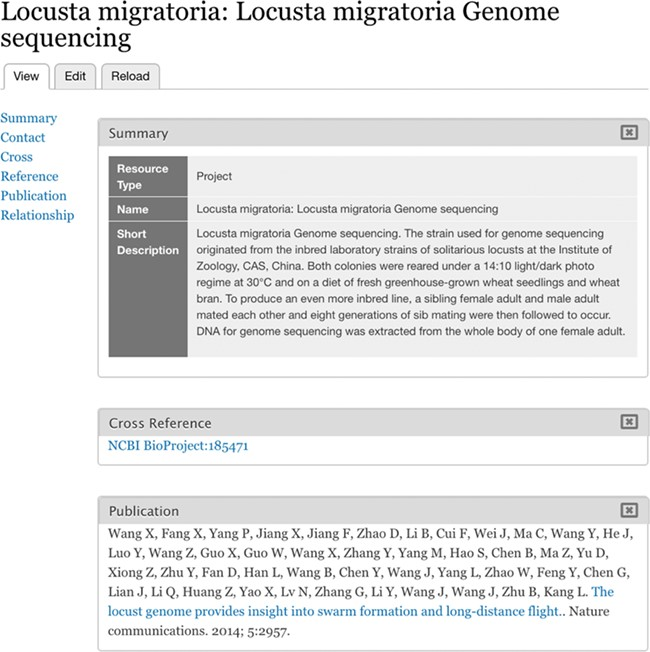 Locusta migratoria: Locusta migratoria Genome
sequencing
View Edit Reload
Summary
Contact
Cross
Reference
Publication
Relationship
Summary
Resource
Type
Project
Name
Locusta migratoria: Locusta migratoria Genome sequencing
Short
Description
Locusta migratoria Genome sequencing. The strain used for genome sequencing
originated from the inbred laboratory strains of solitarious locusts at the Institute of
Zoology, CAS, China. Both colonies were reared under a 14:10 light/dark photo
regime at 30°C and on a diet of fresh greenhouse-grown wheat seedlings and wheat
bran. To produce an even more inbred line, a sibling female adult and male adult
mated each other and eight generations of sib mating were then followed to occur.
DNA for genome sequencing was extracted from the whole body of one female adult.
Cross Reference
NCBI BioProject:185471
Publication
Wang X, Fang X, Yang P, Jiang X, Jiang F, Zhao D, Li B, Cui F, Wei J, Ma C, Wang Y, He J,
Luo Y, Wang Z, Guo X, Guo W, Wang X, Zhang Y, Yang M, Hao S, Chen B, Ma Z, Yu D,
Xiong Z, Zhu Y, Fan D, Han L, Wang B, Chen Y, Wang J, Yang L, Zhao W, Feng Y, Chen G,
Lian J, Li Q, Huang Z, Yao X, Lv N, Zhang G, Li Y, Wang J, Wang J, Zhu B, Kang L. The
locust genome provides insight into swarm formation and long-distance flight.. Nature
communications. 2014; 5:2957.